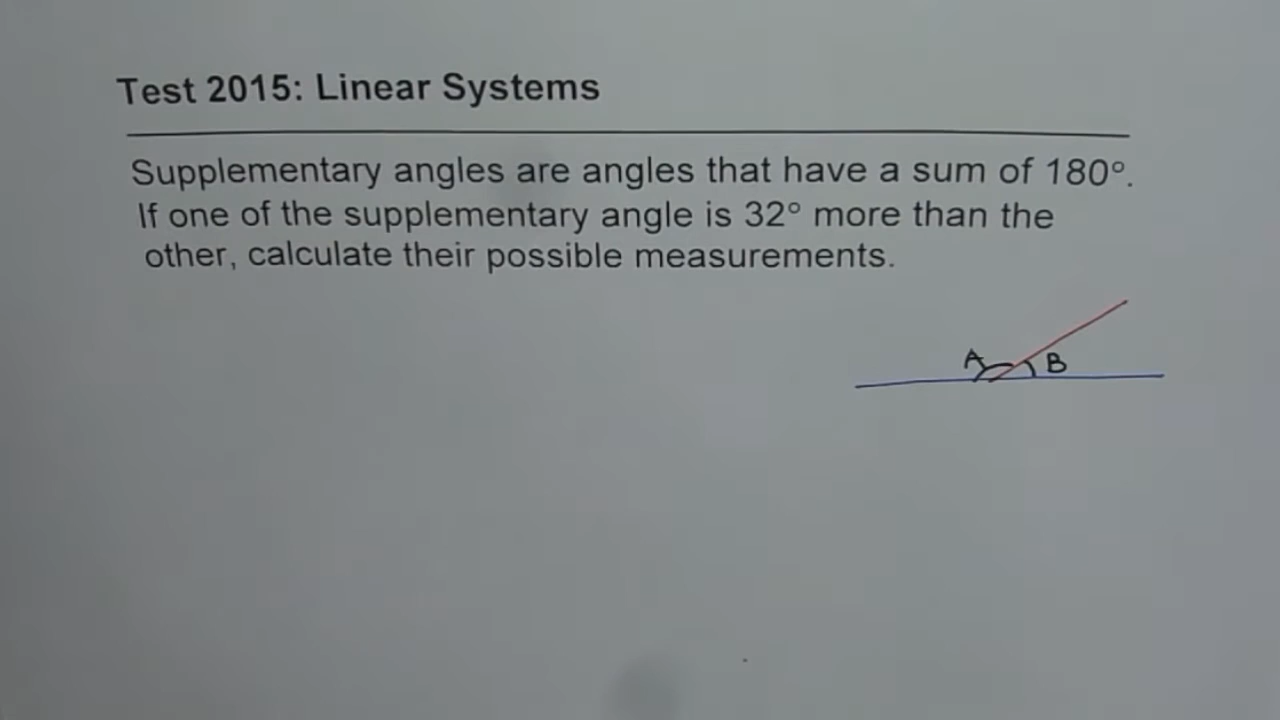 Test 2015: Linear Systems
Supplementary angles are angles that have a sum of 180°.
If one of the supplementary angle is 32° more than the
other, calculate their possible measurements.
A B